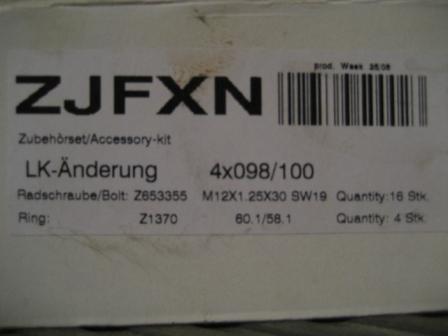 prod. Week 25/08
ZJFXN
Zubehörset/Accessory-kit
LK-Änderung 4x098/100
Radschraube/Bolt: Z653355 M12X1.25X30 SW19 Quantity: 16 Stk.
Ring: Z1370 60.1/58.1 Quantity: 4 Stk.